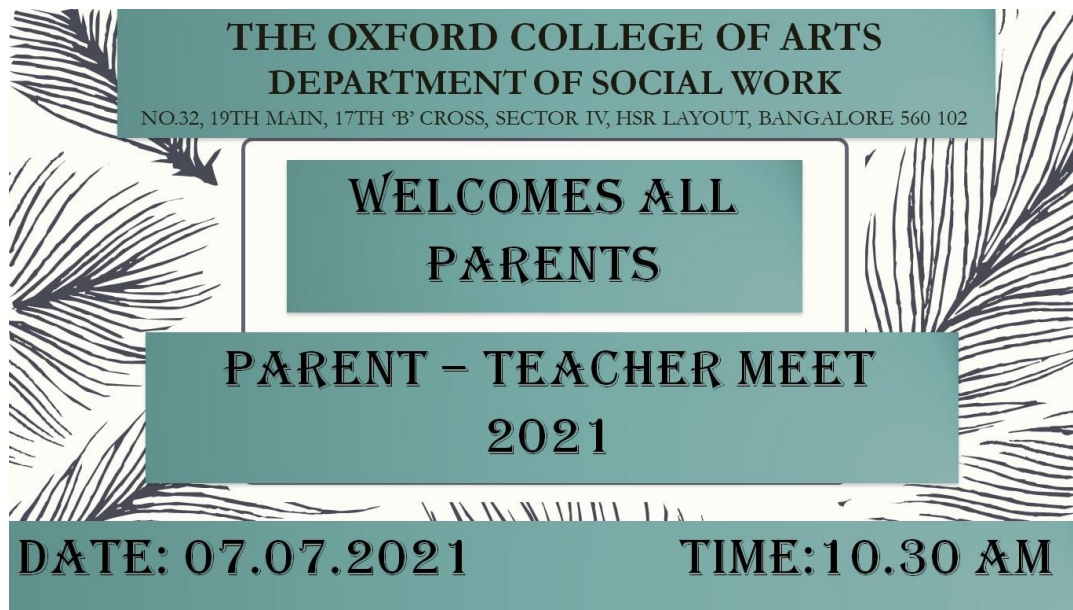 THE OXFORD COLLEGE OF ARTS
DEPARTMENT OF SOCIAL WORK
NO.32, 19TH MAIN, 17TH ‘B’ CROSS, SECTOR IV, HSR LAYOUT, BANGALORE 560 102
WELCOMES ALL
PARENTS
PARENT – TEACHER MEET
2021
DATE: 07.07.2021 TIME:10.30 AM